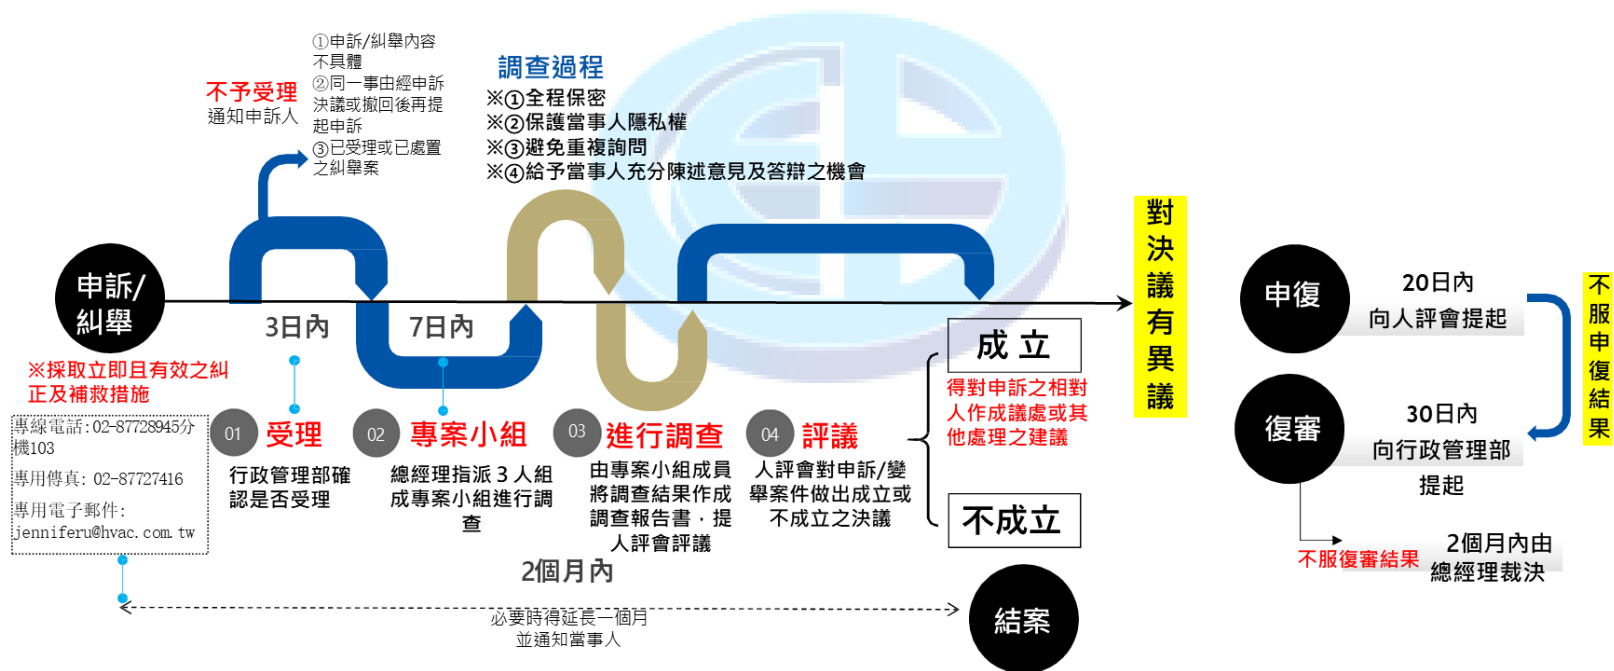 ①申訴/糾舉內容
不具體
②同一事由經申訴
決議或撤回後再提
起申訴
③已受理或已處置
之糾舉案
不予受理
通知申訴人
調查過程
※①全程保密
※②保護當事人隱私權
※③避免重複詢問
※④給予當事人充分陳述意見及答辯之機會
申訴/
糾舉
※採取立即且有效之糾
正及補救措施
專線電話:02-87728945分
機103
專用傳真: 02-87727416
專用電子郵件:
jenniferu@hvac.com.tw
3日內
7日內
01 受理
行政管理部確
認是否受理
02 專案小組
總經理指派 3 人組
成專案小組進行調
查
03 進行調查
由專案小組成員
將調查結果作成
調查報告書，提
人評會評議
04 評議
人評會對申訴/變
舉案件做出成立或
不成立之決議
成 立
得對申訴之相對
人作成議處或其
他處理之建議
不成立
2個月內
必要時得延長一個月
並通知當事人
結案
對決議有異議
申復
20日內
向人評會提起
不服申復結果
復審
30日內
向行政管理部
提起
不服復審結果
2個月內由
總經理裁決